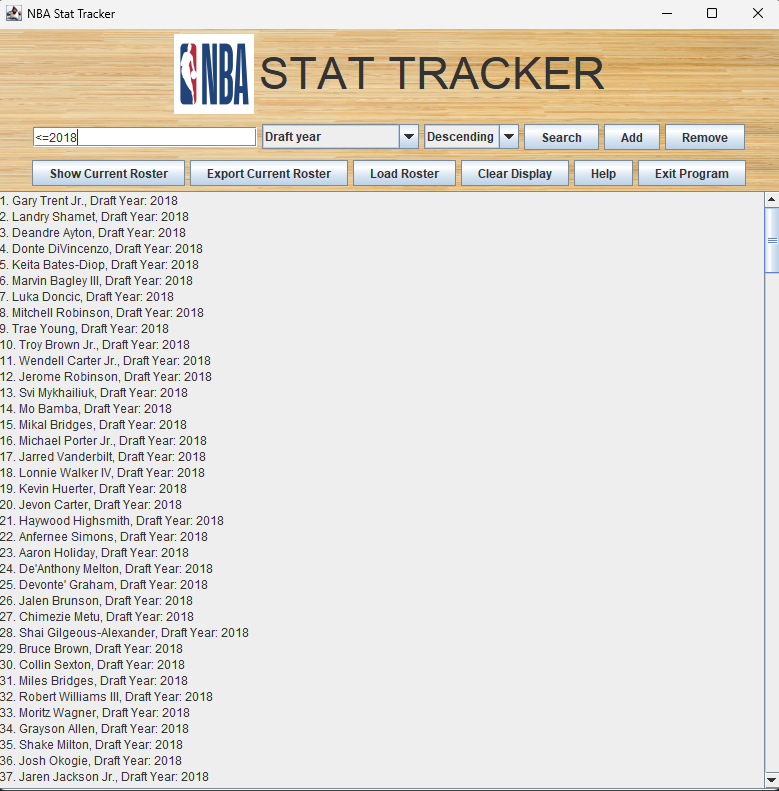 NBA Stat Tracker
NBA STAT TRACKER
<=2018 Draft year Descending Search Add Remove
Show Current Roster Export Current Roster Load Roster Clear Display Help Exit Program
1. Gary Trent Jr., Draft Year: 2018
2. Landry Shamet, Draft Year: 2018
3. Deandre Ayton, Draft Year: 2018
4. Donte DiVincenzo, Draft Year: 2018
5. Keita Bates-Diop, Draft Year: 2018
6. Marvin Bagley III, Draft Year: 2018
7. Luka Doncic, Draft Year: 2018
8. Mitchell Robinson, Draft Year: 2018
9. Trae Young, Draft Year: 2018
10. Troy Brown Jr., Draft Year: 2018
11. Wendell Carter Jr., Draft Year: 2018
12. Jerome Robinson, Draft Year: 2018
13. Svi Mykhailiuk, Draft Year: 2018
14. Mo Bamba, Draft Year: 2018
15. Mikal Bridges, Draft Year: 2018
16. Michael Porter Jr., Draft Year: 2018
17. Jarred Vanderbilt, Draft Year: 2018
18. Lonnie Walker IV, Draft Year: 2018
19. Kevin Huerter, Draft Year: 2018
20. Jevon Carter, Draft Year: 2018
21. Haywood Highsmith, Draft Year: 2018
22. Anfernee Simons, Draft Year: 2018
23. Aaron Holiday, Draft Year: 2018
24. De'Anthony Melton, Draft Year: 2018
25. Devonte' Graham, Draft Year: 2018
26. Jalen Brunson, Draft Year: 2018
27. Chimezie Metu, Draft Year: 2018
28. Shai Gilgeous-Alexander, Draft Year: 2018
29. Bruce Brown, Draft Year: 2018
30. Collin Sexton, Draft Year: 2018
31. Miles Bridges, Draft Year: 2018
32. Robert Williams III, Draft Year: 2018
33. Moritz Wagner, Draft Year: 2018
34. Grayson Allen, Draft Year: 2018
35. Shake Milton, Draft Year: 2018
36. Josh Okogie, Draft Year: 2018
37. Jaren Jackson Jr., Draft Year: 2018